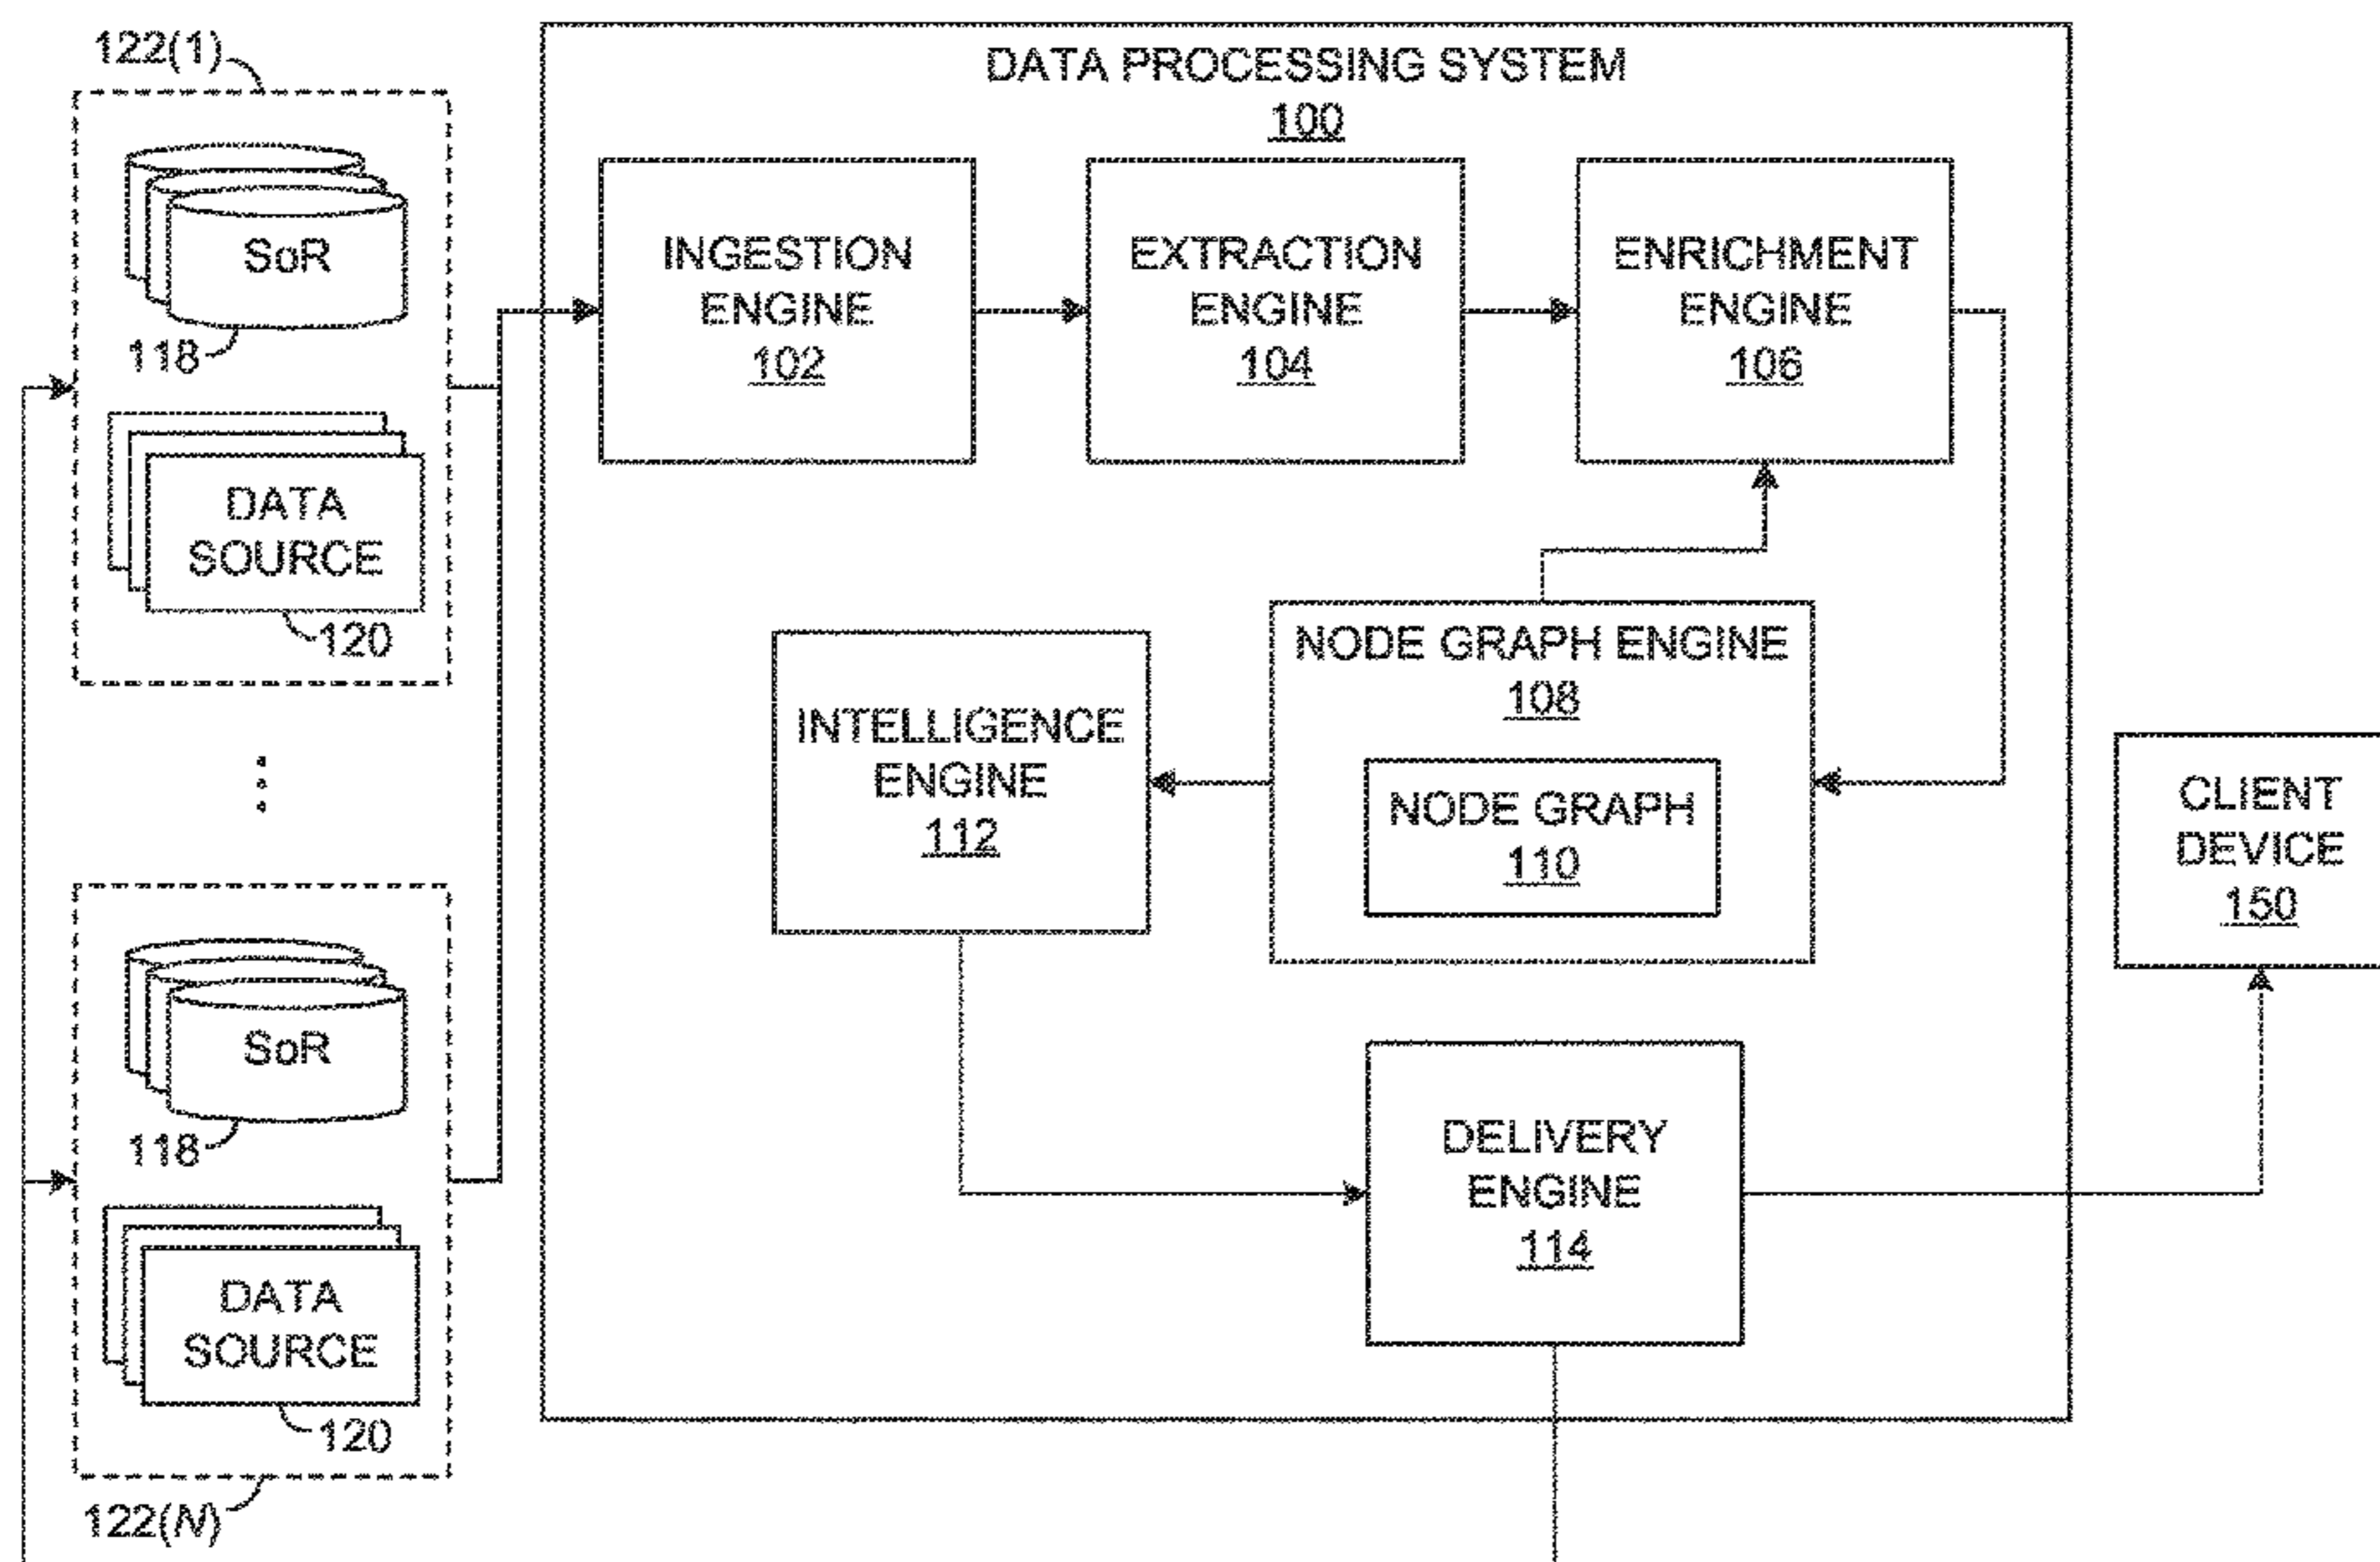 122(1)
SoR
118
DATA
SOURCE
120
SoR
118
DATA
SOURCE
120
122(N)
DATA PROCESSING SYSTEM
100
INGESTION
ENGINE
102
EXTRACTION
ENGINE
104
ENRICHMENT
ENGINE
106
NODE GRAPH ENGINE
108
NODE GRAPH
110
INTELLIGENCE
ENGINE
112
DELIVERY
ENGINE
114
CLIENT
DEVICE
150